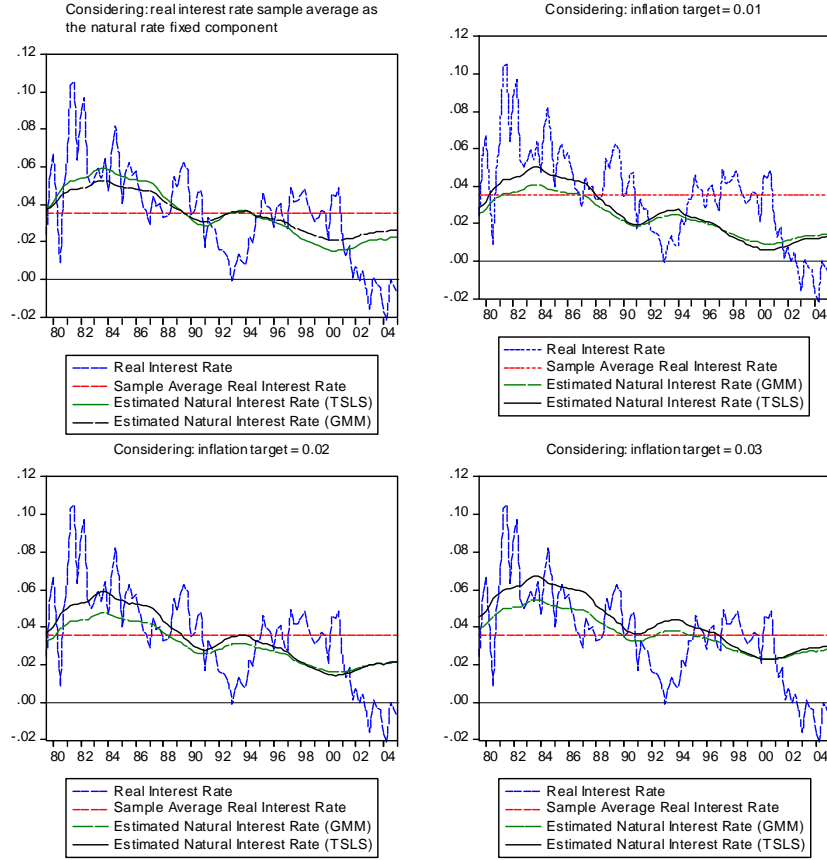 Considering: real interest rate sample average as
the natural rate fixed component
.12
.10
.08
.06
.04
.02
.00
-.02
80 82 84 86 88 90 92 94 96 98 00 02 04
Real Interest Rate
Sample Average Real Interest Rate
Estimated Natural Interest Rate (TSLS)
Estimated Natural Interest Rate (GMM)
Considering: inflation target = 0.01
.12
.10
.08
.06
.04
.02
.00
-.02
80 82 84 86 88 90 92 94 96 98 00 02 04
Real Interest Rate
Sample Average Real Interest Rate
Estimated Natural Interest Rate (GMM)
Estimated Natural Interest Rate (TSLS)
Considering: inflation target = 0.02
.12
.10
.08
.06
.04
.02
.00
-.02
80 82 84 86 88 90 92 94 96 98 00 02 04
Real Interest Rate
Sample Average Real Interest Rate
Estimated Natural Interest Rate (GMM)
Estimated Natural Interest Rate (TSLS)
Considering: inflation target = 0.03
.12
.10
.08
.06
.04
.02
.00
-.02
80 82 84 86 88 90 92 94 96 98 00 02 04
Real Interest Rate
Sample Average Real Interest Rate
Estimated Natural Interest Rate (GMM)
Estimated Natural Interest Rate (TSLS)